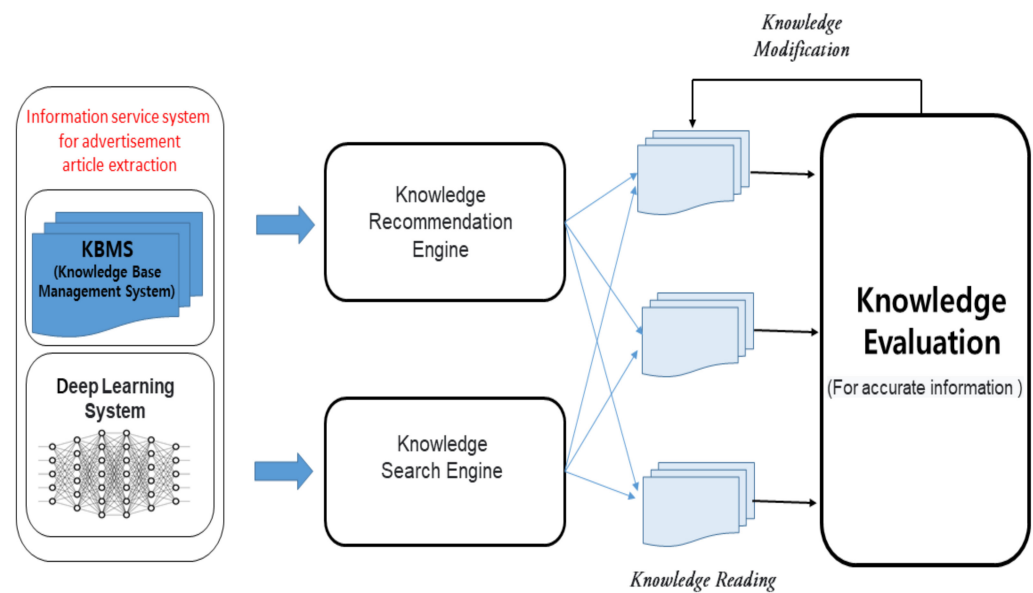 Knowledge
Modification
Information service system
for advertisement
article extraction
KBMS
(Knowledge Base
Management System)
Deep Learning
System
Knowledge
Recommendation
Engine
Knowledge
Search Engine
Knowledge
Evaluation
(For accurate information )
Knowledge Reading